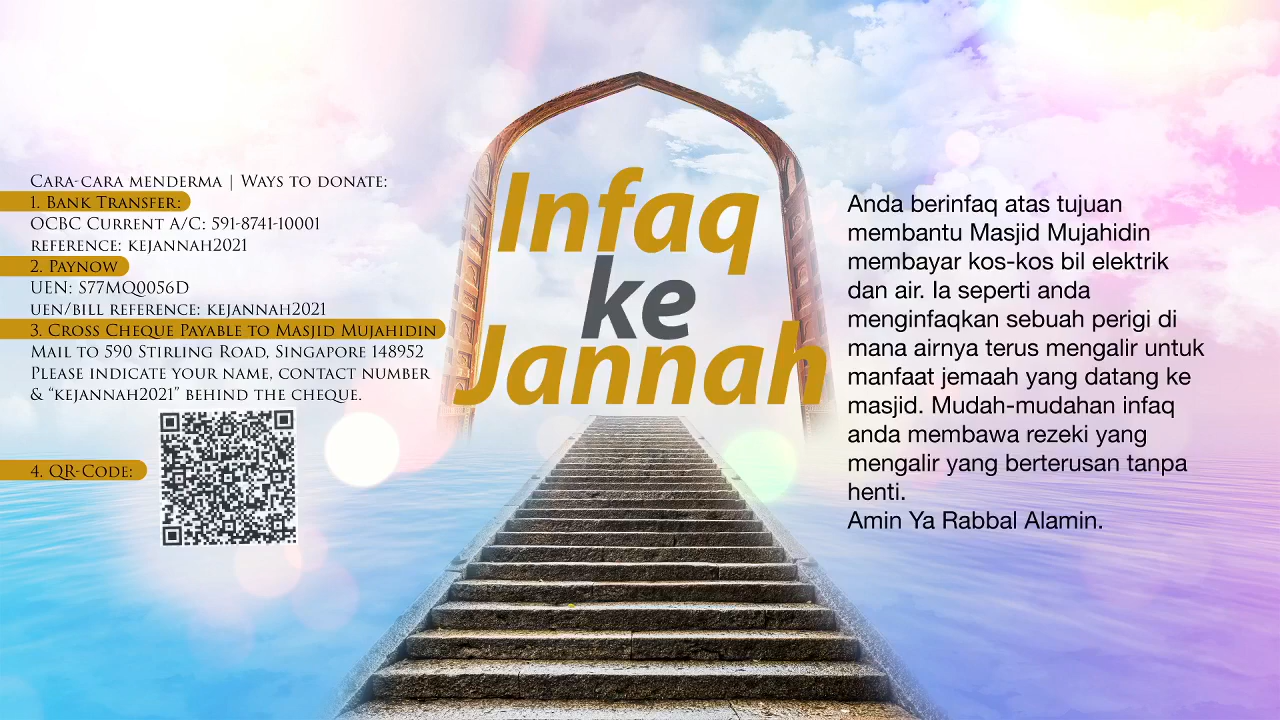 Cara-cara menderma | Ways to donate:
1. Bank Transfer:
OCBC Current A/C: 591-8741-10001
reference: kejannah2021
2. Paynow
UEN: S77MQ0056D
uen/bill reference: kejannah2021
3. Cross Cheque Payable to Masjid Mujahidin
Mail to 590 Stirling Road, Singapore 148952
Please indicate your name, contact number
& “kejannah2021” behind the cheque.
4. QR-Code:
Infaq
ke
Jannah
Anda berinfaq atas tujuan
membantu Masjid Mujahidin
membayar kos-kos bil elektrik
dan air. Ia seperti anda
menginfaqkan sebuah perigi di
mana airnya terus mengalir untuk
manfaat jemaah yang datang ke
masjid. Mudah-mudahan infaq
anda membawa rezeki yang
mengalir yang berterusan tanpa
henti.
Amin Ya Rabbal Alamin.